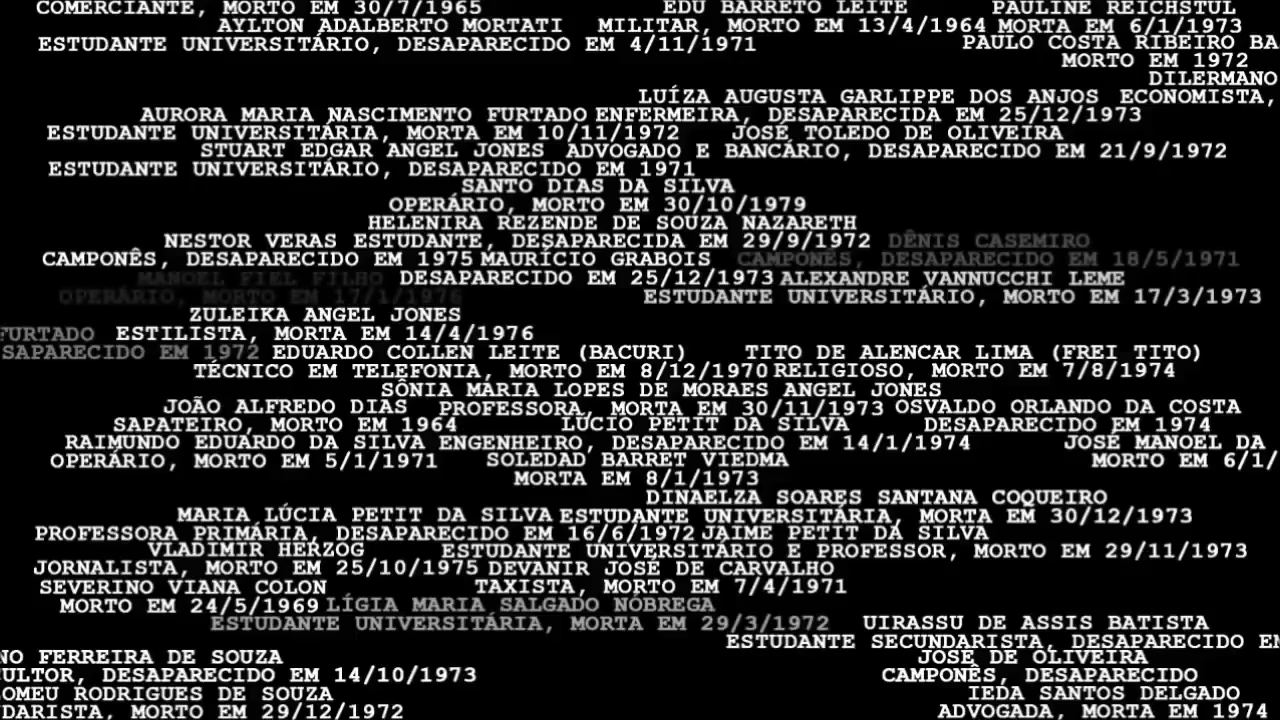 COMERCIANTE, MORTO EM 30/7/1965
EDU BARRETO LEITE
PAULINE REICHSTUL
AYLTON ADALBERTO MORTATI
MILITAR, MORTO EM 13/4/1964
MORTA EM 6/1/1973
ESTUDANTE UNIVERSITÁRIO, DESAPARECIDO EM 4/11/1971
PAULO COSTA RIBEIRO BA
MORTO EM 1972
DILERMANO
LUÍZA AUGUSTA GARLIPPE DOS ANJOS
ECONOMISTA,
AURORA MARIA NASCIMENTO FURTADO
ENFERMEIRA, DESAPARECIDA EM 25/12/1973
ESTUDANTE UNIVERSITÁRIA, MORTA EM 10/11/1972
JOSÉ TOLEDO DE OLIVEIRA
STUART EDGAR ANGEL JONES
ADVOGADO E BANCÁRIO, DESAPARECIDO EM 21/9/1972
ESTUDANTE UNIVERSITÁRIO, DESAPARECIDO EM 1971
SANTO DIAS DA SILVA
OPERÁRIO, MORTO EM 30/10/1979
HELENIRA REZENDE DE SOUZA NAZARETH
NESTOR VERAS
ESTUDANTE, DESAPARECIDA EM 29/9/1972
DÊNIS CASEMIRO
CAMPONÊS, DESAPARECIDO EM 1975
MAURÍCIO GRABOIS
CAMPONÊS, DESAPARECIDO EM 18/5/1971
MANOEL FIEL FILHO
DESAPARECIDO EM 25/12/1973
ALEXANDRE VANNUCCHI LEME
OPERÁRIO, MORTO EM 17/1/1976
ESTUDANTE UNIVERSITÁRIO, MORTO EM 17/3/1973
ZULEIKA ANGEL JONES
FURTADO
ESTILISTA, MORTA EM 14/4/1976
SAPARECIDO EM 1972
EDUARDO COLLEN LEITE (BACURI)
TITO DE ALENCAR LIMA (FREI TITO)
TÉCNICO EM TELEFONIA, MORTO EM 8/12/1970
RELIGIOSO, MORTO EM 7/8/1974
SÔNIA MARIA LOPES DE MORAES ANGEL JONES
JOÃO ALFREDO DIAS
PROFESSORA, MORTA EM 30/11/1973
OSVALDO ORLANDO DA COSTA
SAPATEIRO, MORTO EM 1964
LÚCIO PETIT DA SILVA
DESAPARECIDO EM 1974
RAIMUNDO EDUARDO DA SILVA
ENGENHEIRO, DESAPARECIDO EM 14/1/1974
JOSÉ MANOEL DA
OPERÁRIO, MORTO EM 5/1/1971
SOLEDAD BARRET VIEDMA
MORTO EM 6/1/
MORTA EM 8/1/1973
DINAELZA SOARES SANTANA COQUEIRO
MARIA LÚCIA PETIT DA SILVA
ESTUDANTE UNIVERSITÁRIA, MORTA EM 30/12/1973
PROFESSORA PRIMÁRIA, DESAPARECIDO EM 16/6/1972
JAIME PETIT DA SILVA
VLADIMIR HERZOG
ESTUDANTE UNIVERSITÁRIO E PROFESSOR, MORTO EM 29/11/1973
JORNALISTA, MORTO EM 25/10/1975
DEVANIR JOSÉ DE CARVALHO
SEVERINO VIANA COLON
TAXISTA, MORTO EM 7/4/1971
MORTO EM 24/5/1969
LÍGIA MARIA SALGADO NÓBREGA
ESTUDANTE UNIVERSITÁRIA, MORTA EM 29/3/1972
UIRASSU DE ASSIS BATISTA
ESTUDANTE SECUNDARISTA, DESAPARECIDO EM
NO FERREIRA DE SOUZA
JOSÉ DE OLIVEIRA
CULTOR, DESAPARECIDO EM 14/10/1973
CAMPONÊS, DESAPARECIDO
OMEU RODRIGUES DE SOUZA
IEDA SANTOS DELGADO
DARISTA, MORTO EM 29/12/1972
ADVOGADA, MORTA EM 1974